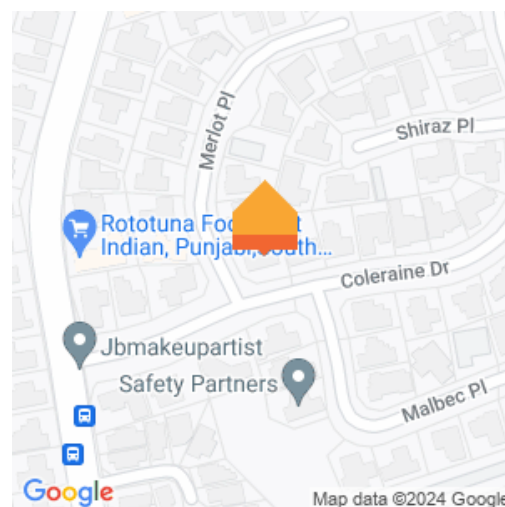 Merlot Pl
Shiraz Pl
Rototuna Foo
Indian, Punjabi, South...
Coleraine Dr
Jbmakeupartist
Safety Partners
Malbec Pl
Google
Map data ©2024 Google